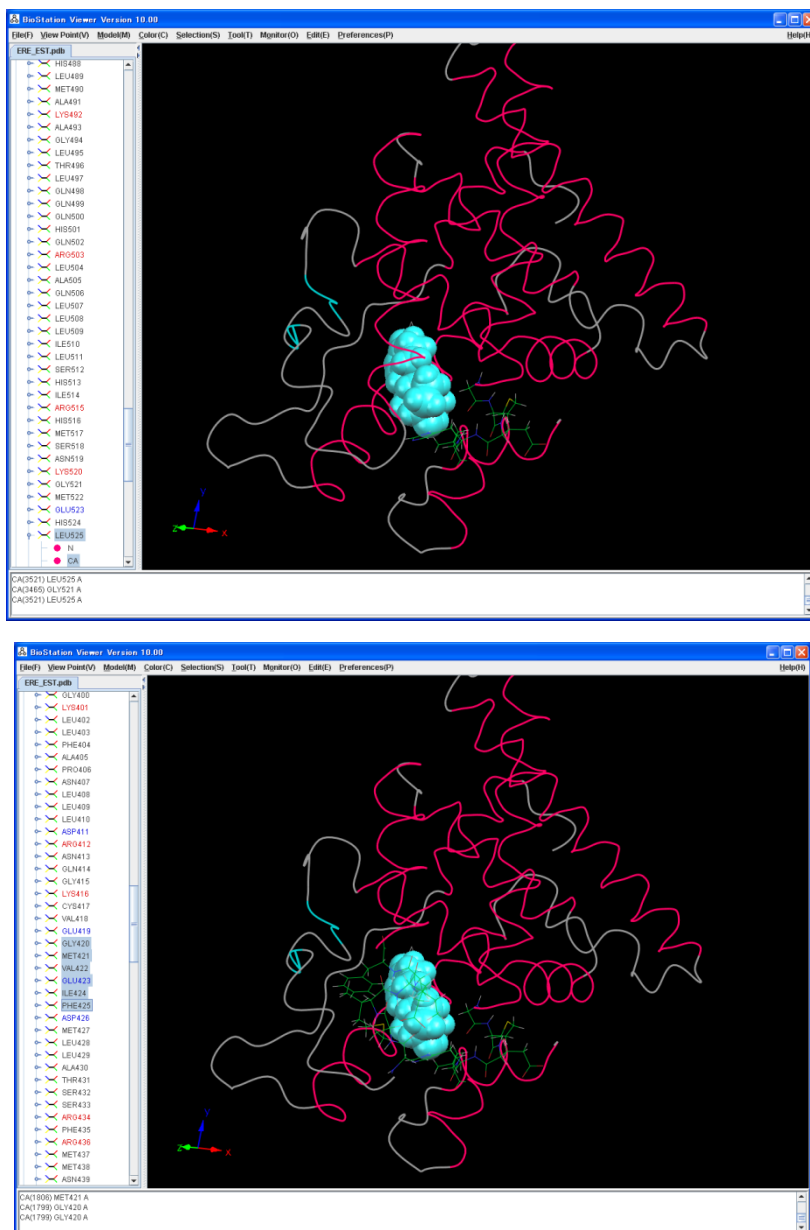 BioStation Viewer Version 10.00
File(F) View Point(V) Model(M) Color(C) Selection(S) Tool(T) Monitor(O) Edit(E) Preferences(P) Help(H)
ERE_EST.pdb
HIS488
LEU489
MET490
ALA491
LYS492
ALA493
GLY494
LEU495
THR496
LEU497
GLN498
GLN499
GLN500
HIS501
GLN502
ARG503
LEU504
ALA505
GLN506
LEU507
LEU508
LEU509
ILE510
LEU511
SER512
HIS513
ILE514
ARG515
HIS516
MET517
SER518
ASN519
LYS520
GLY521
MET522
GLU523
HIS524
LEU525
N
CA
Y
Z X
CA(3521) LEU525 A
CA(3465) GLY521 A
CA(3521) LEU525 A
BioStation Viewer Version 10.00
File(F) View Point(V) Model(M) Color(C) Selection(S) Tool(T) Monitor(O) Edit(E) Preferences(P) Help(H)
ERE_EST.pdb
GLY400
LYS401
LEU402
LEU403
PHE404
ALA405
PRO406
ASN407
LEU408
LEU409
LEU410
ASP411
ARG412
ASN413
GLN414
GLY415
LYS416
CYS417
VAL418
GLU419
GLY420
MET421
VAL422
GLU423
ILE424
PHE425
ASP426
MET427
LEU428
LEU429
ALA430
THR431
SER432
SER433
ARG434
PHE435
ARG436
MET437
MET438
ASN439
Y
Z X
CA(1806) MET421 A
CA(1799) GLY420 A
CA(1799) GLY420 A